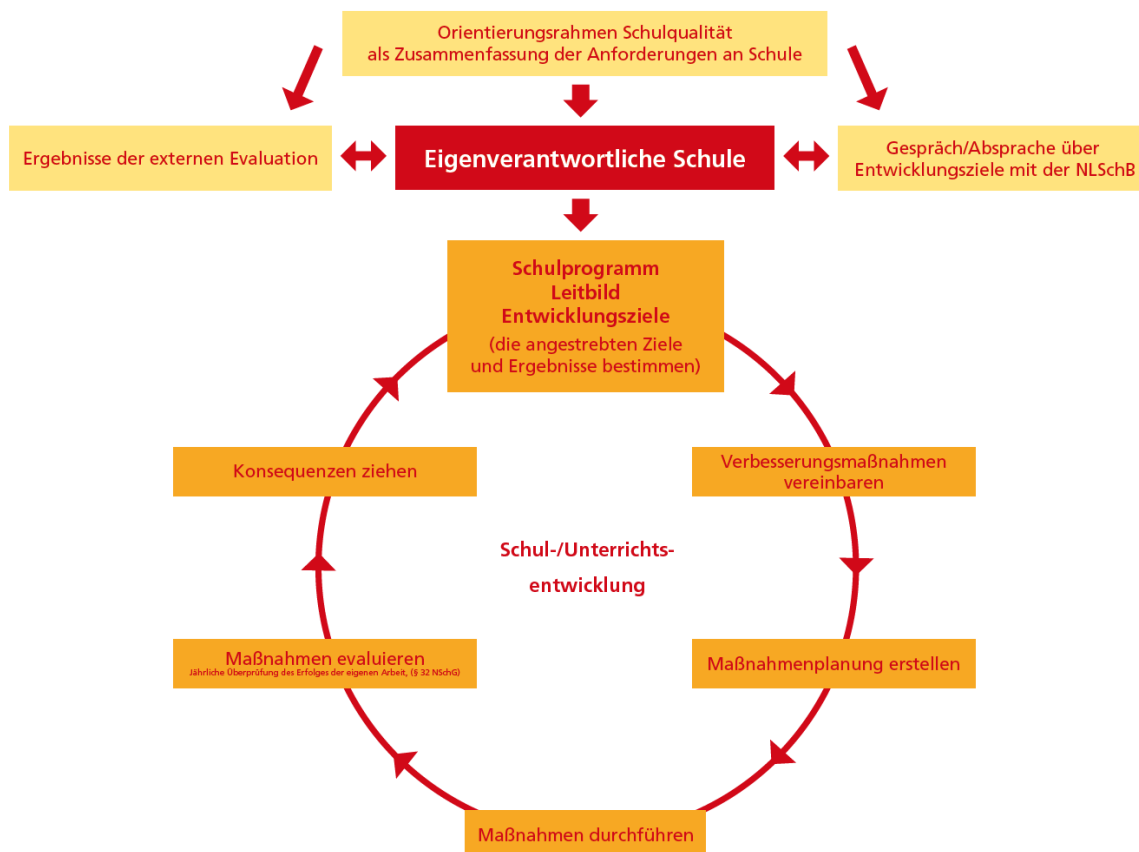 Orientierungsrahmen Schulqualität
als Zusammenfassung der Anforderungen an Schule
Ergebnisse der externen Evaluation
Eigenverantwortliche Schule
Gespräch/Absprache über
Entwicklungsziele mit der NLSchB
Schulprogramm
Leitbild
Entwicklungsziele
(die angestrebten Ziele
und Ergebnisse bestimmen)
Konsequenzen ziehen
Verbesserungsmaßnahmen
vereinbaren
Schul-/Unterrichts-
entwicklung
Maßnahmen evaluieren
Jährliche Überprüfung des Erfolges der eigenen Arbeit, (§ 32 NSchG)
Maßnahmenplanung erstellen
Maßnahmen durchführen